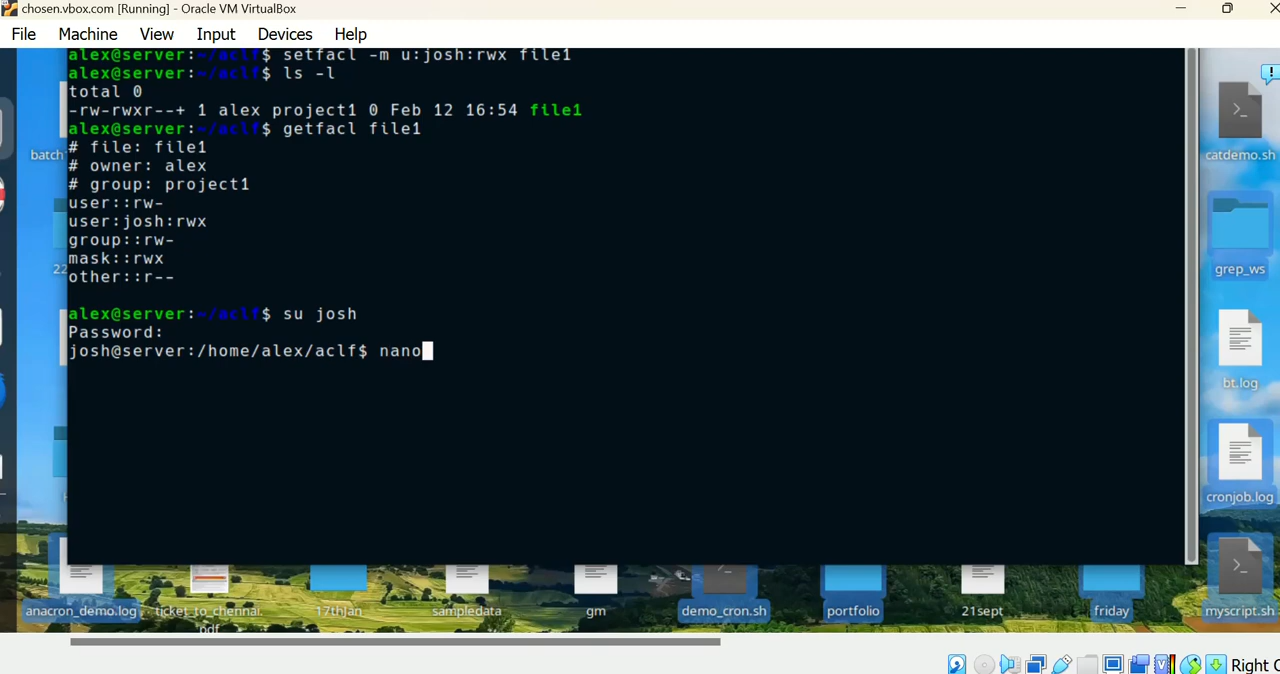 chosen.vbox.com [Running] - Oracle VM VirtualBox
File Machine View Input Devices Help
alex@server:~/aclf$ setfacl -m u:josh:rwx file1
alex@server:~/aclf$ ls -l
total 0
-rw-rwxr--+ 1 alex project1 0 Feb 12 16:54 file1
alex@server:~/aclf$ getfacl file1
# file: file1
# owner: alex
# group: project1
user::rw-
user:josh:rwx
group::rw-
mask::rwx
other::r--
alex@server:~/aclf$ su josh
Password:
josh@server:/home/alex/aclf$ nano
batch
22
catdemo.sh
grep_ws
bt.log
cronjob.log
anacron_demo.log
ticket_to_chennai.
pdf
17thJan
sampledata
gm
demo_cron.sh
portfolio
21sept
friday
myscript.sh
Right C